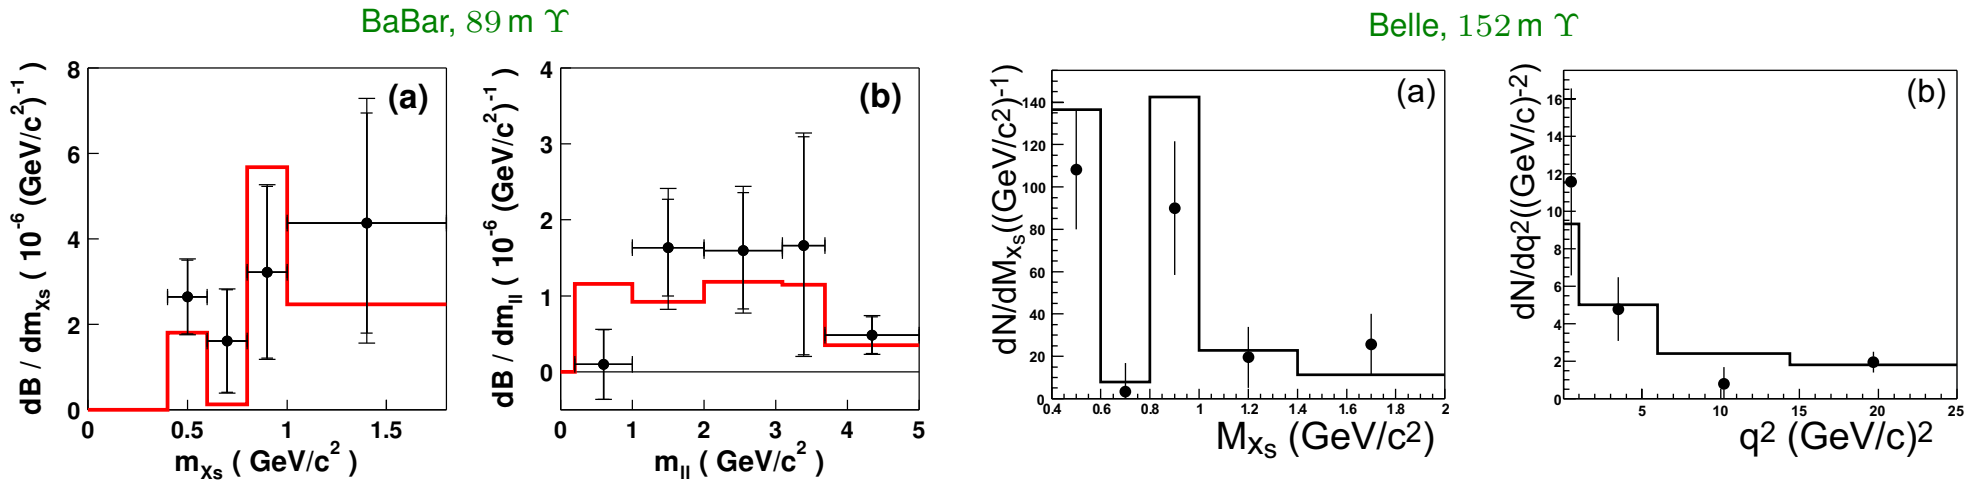 BaBar, 89 m ϒ
Belle, 152 m ϒ
(a)
dB / dm_Xs ( 10^-6 (GeV/c^2)^-1
8
6
4
2
0
0 0.5 1 1.5
m_Xs ( GeV/c^2 )
(b)
dB / dm_ll ( 10^-6 (GeV/c^2)^-1
4
3
2
1
0
0 1 2 3 4 5
m_ll ( GeV/c^2 )
(a)
dN/dM_Xs((GeV/c2)^-1)
140
120
100
80
60
40
20
0
0.4 0.6 0.8 1 1.2 1.4 1.6 1.8 2
M_Xs (GeV/c2)
(b)
dN/dq2((GeV/c)^-2)
16
14
12
10
8
6
4
2
0
5 10 15 20 25
q2 (GeV/c)2